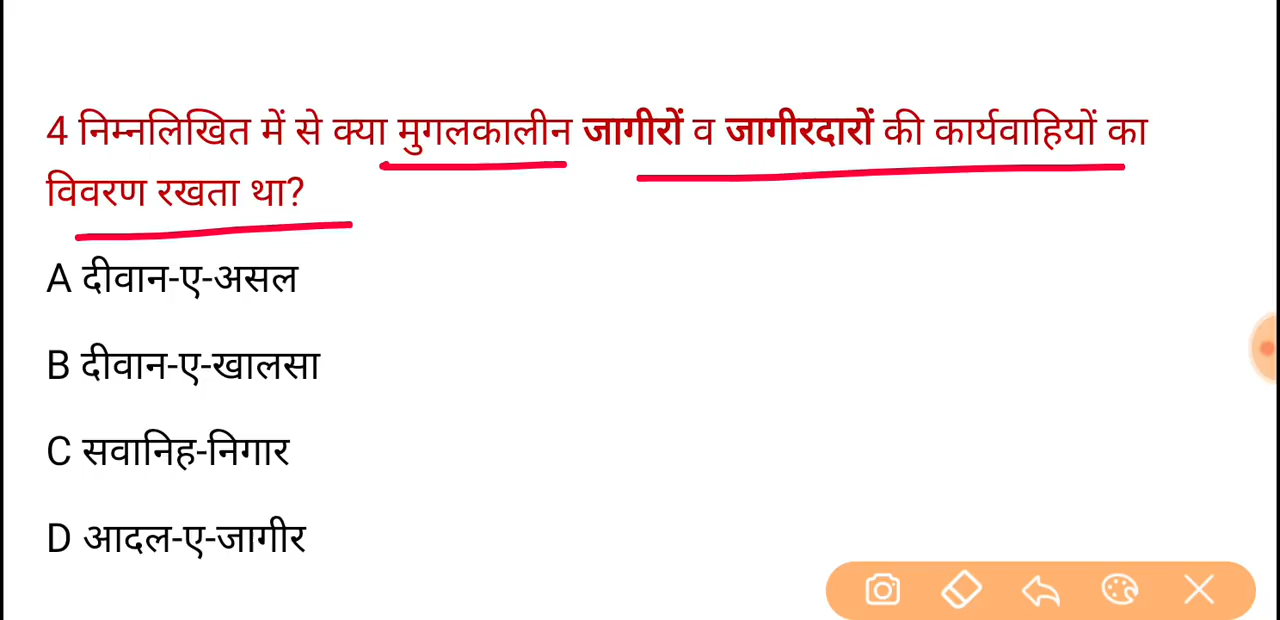 4 निम्नलिखित में से क्या मुगलकालीन जागीरों व जागीरदारों की कार्यवाहियों का
विवरण रखता था?
A दीवान-ए-असल
B दीवान-ए-खालसा
C सवानिह-निगार
D आदल-ए-जागीर